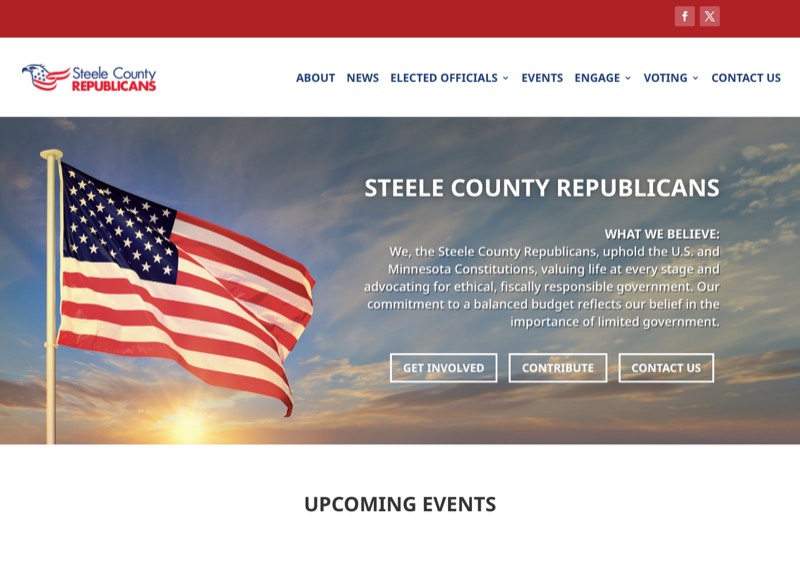 Steele County
REPUBLICANS
ABOUT NEWS ELECTED OFFICIALS EVENTS ENGAGE VOTING CONTACT US
STEELE COUNTY REPUBLICANS
WHAT WE BELIEVE:
We, the Steele County Republicans, uphold the U.S. and
Minnesota Constitutions, valuing life at every stage and
advocating for ethical, fiscally responsible government. Our
commitment to a balanced budget reflects our belief in the
importance of limited government.
GET INVOLVED CONTRIBUTE CONTACT US
UPCOMING EVENTS